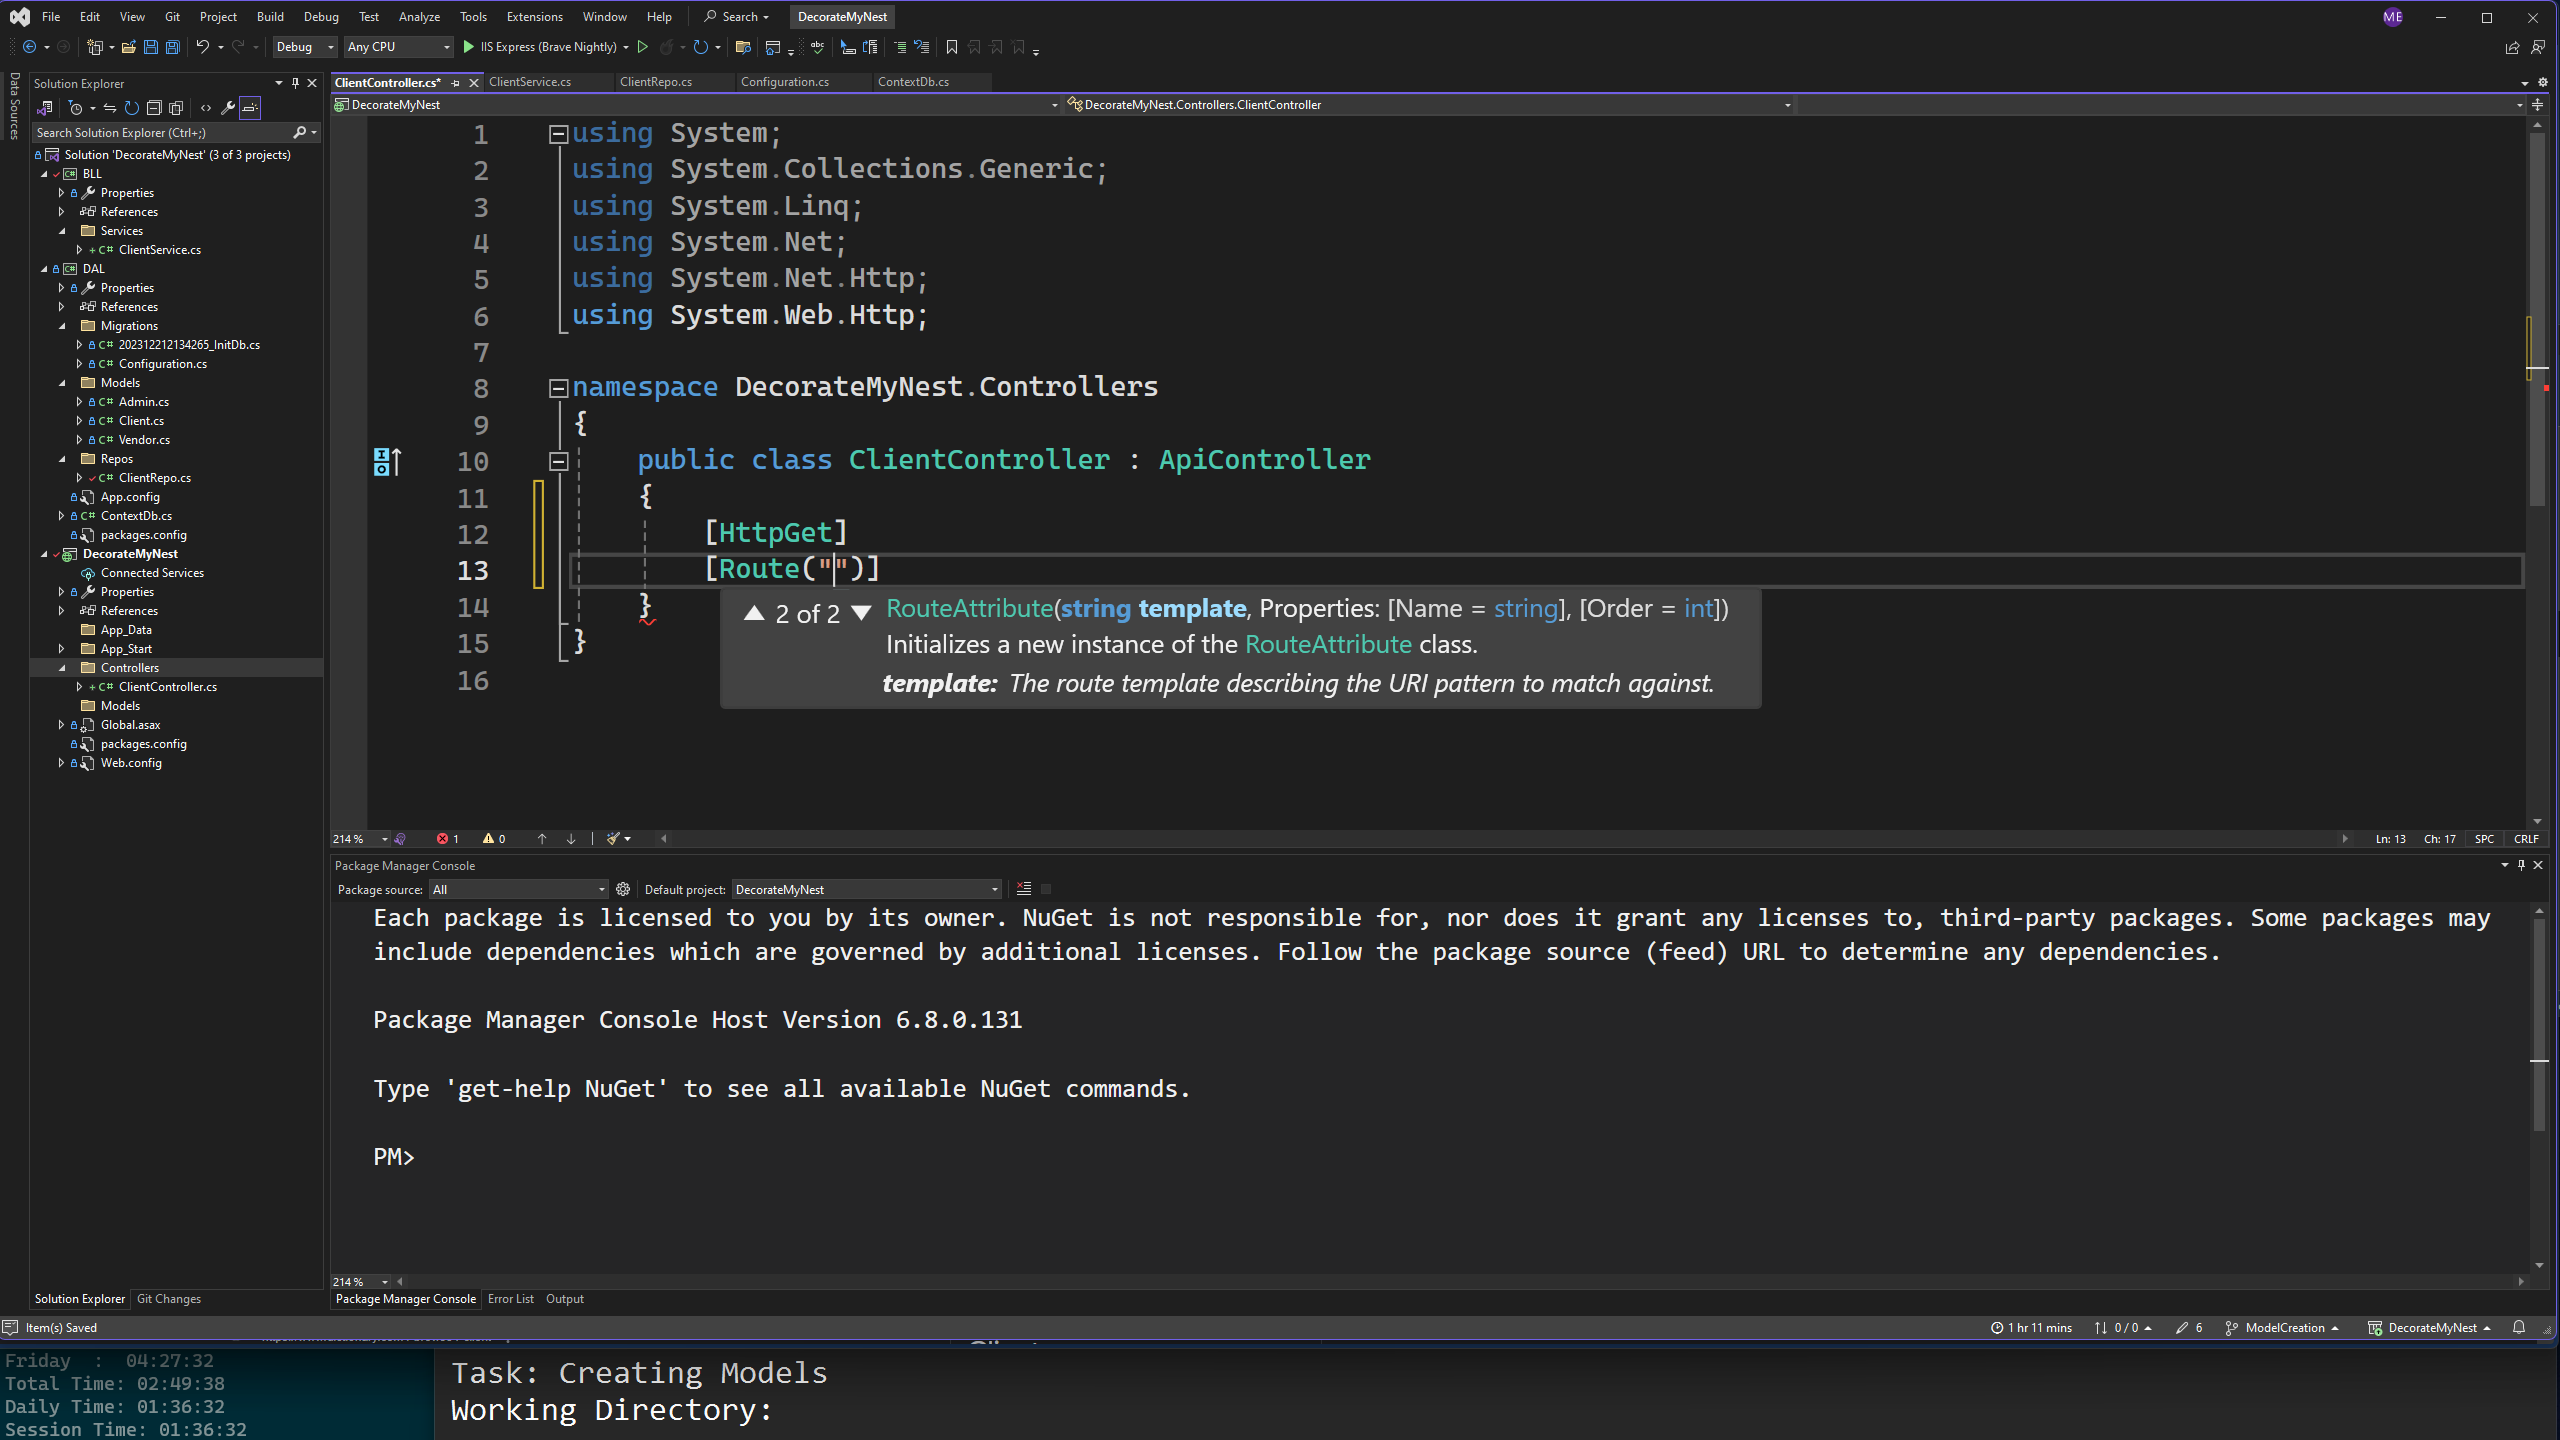 File Edit View Git Project Build Debug Test Analyze Tools Extensions Window Help Search DecorateMyNest ME
Debug Any CPU IIS Express (Brave Nightly)
Data Sources
Solution Explorer
Search Solution Explorer (Ctrl+;)
Solution 'DecorateMyNest' (3 of 3 projects)
BLL
Properties
References
Services
C# ClientService.cs
DAL
Properties
References
Migrations
C# 202312212134265_InitDb.cs
C# Configuration.cs
Models
C# Admin.cs
C# Client.cs
C# Vendor.cs
Repos
C# ClientRepo.cs
App.config
C# ContextDb.cs
packages.config
DecorateMyNest
Connected Services
Properties
References
App_Data
App_Start
Controllers
C# ClientController.cs
Models
Global.asax
packages.config
Web.config
Solution Explorer Git Changes
ClientController.cs* ClientService.cs ClientRepo.cs Configuration.cs ContextDb.cs
DecorateMyNest DecorateMyNest.Controllers.ClientController
1 using System;
2 using System.Collections.Generic;
3 using System.Linq;
4 using System.Net;
5 using System.Net.Http;
6 using System.Web.Http;
7
8 namespace DecorateMyNest.Controllers
9 {
10 public class ClientController : ApiController
11 {
12 [HttpGet]
13 [Route("")]
14 }
15 }
16
2 of 2 RouteAttribute(string template, Properties: [Name = string], [Order = int])
Initializes a new instance of the RouteAttribute class.
template: The route template describing the URI pattern to match against.
214 % 1 0 Ln: 13 Ch: 17 SPC CRLF
Package Manager Console
Package source: All Default project: DecorateMyNest
Each package is licensed to you by its owner. NuGet is not responsible for, nor does it grant any licenses to, third-party packages. Some packages may
include dependencies which are governed by additional licenses. Follow the package source (feed) URL to determine any dependencies.
Package Manager Console Host Version 6.8.0.131
Type 'get-help NuGet' to see all available NuGet commands.
PM>
214 %
Package Manager Console Error List Output
Item(s) Saved 1 hr 11 mins 0 / 0 6 ModelCreation DecorateMyNest
Friday : 04:27:32
Total Time: 02:49:38
Daily Time: 01:36:32
Session Time: 01:36:32
Task: Creating Models
Working Directory: